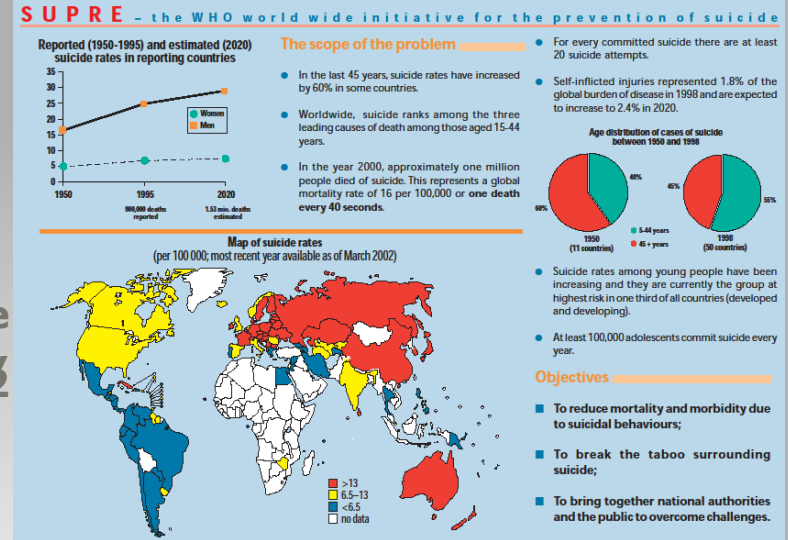 SUPRE – the WHO world wide initiative for the prevention of suicide
Reported (1950-1995) and estimated (2020)
suicide rates in reporting countries
35
30
25
20
15
10
5
0
Women
Men
1950
1995
2020
900,000 deaths
reported
1.53 mio. deaths
estimated
The scope of the problem
In the last 45 years, suicide rates have increased
by 60% in some countries.
Worldwide, suicide ranks among the three
leading causes of death among those aged 15-44
years.
In the year 2000, approximately one million
people died of suicide. This represents a global
mortality rate of 16 per 100,000 or one death
every 40 seconds.
For every committed suicide there are at least
20 suicide attempts.
Self-inflicted injuries represented 1.8% of the
global burden of disease in 1998 and are expected
to increase to 2.4% in 2020.
Age distribution of cases of suicide
between 1950 and 1998
40%
60%
45%
55%
5-44 years
45 + years
1950
(11 countries)
1998
(50 countries)
Map of suicide rates
(per 100 000; most recent year available as of March 2002)
>13
6.5–13
<6.5
no data
Suicide rates among young people have been
increasing and they are currently the group at
highest risk in one third of all countries (developed
and developing).
At least 100,000 adolescents commit suicide every
year.
Objectives
To reduce mortality and morbidity due
to suicidal behaviours;
To break the taboo surrounding
suicide;
To bring together national authorities
and the public to overcome challenges.